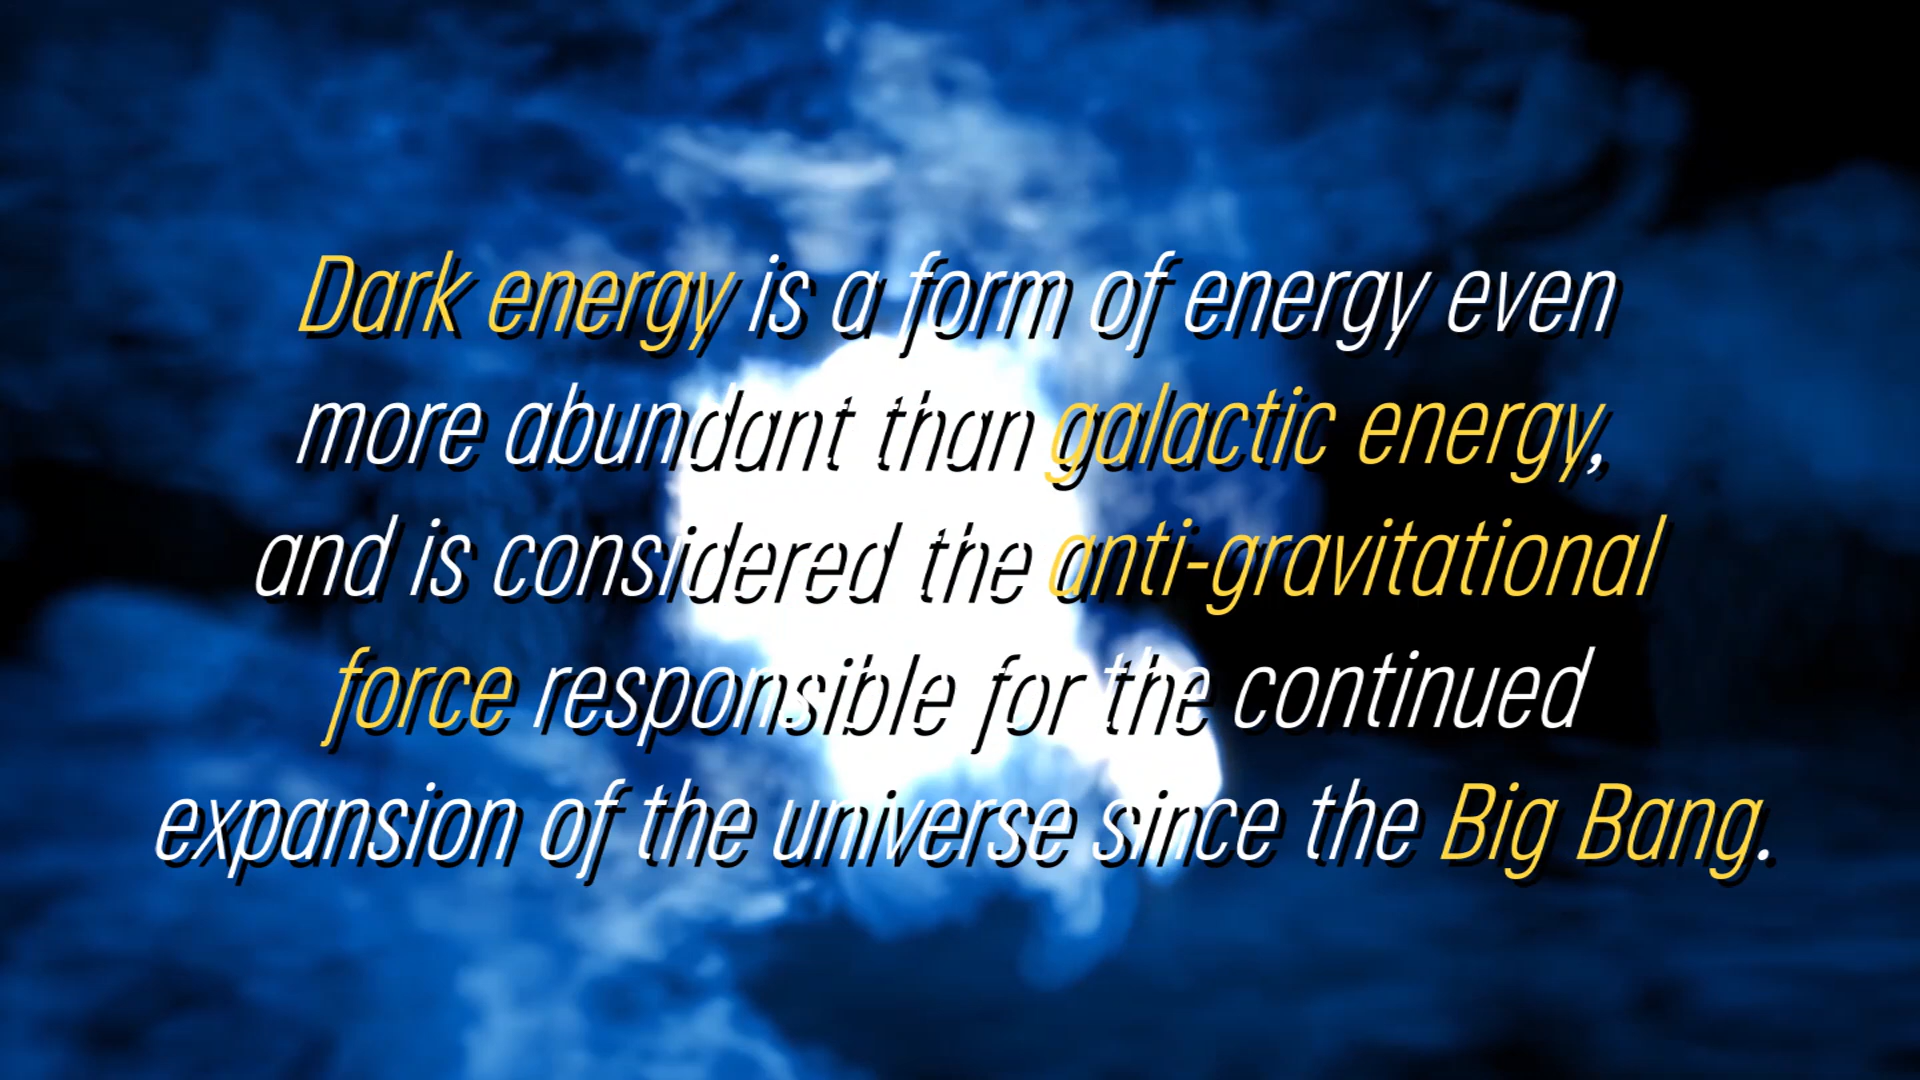 Dark energy is a form of energy even
more abundant than galactic energy,
and is considered the anti-gravitational
force responsible for the continued
expansion of the universe since the Big Bang.